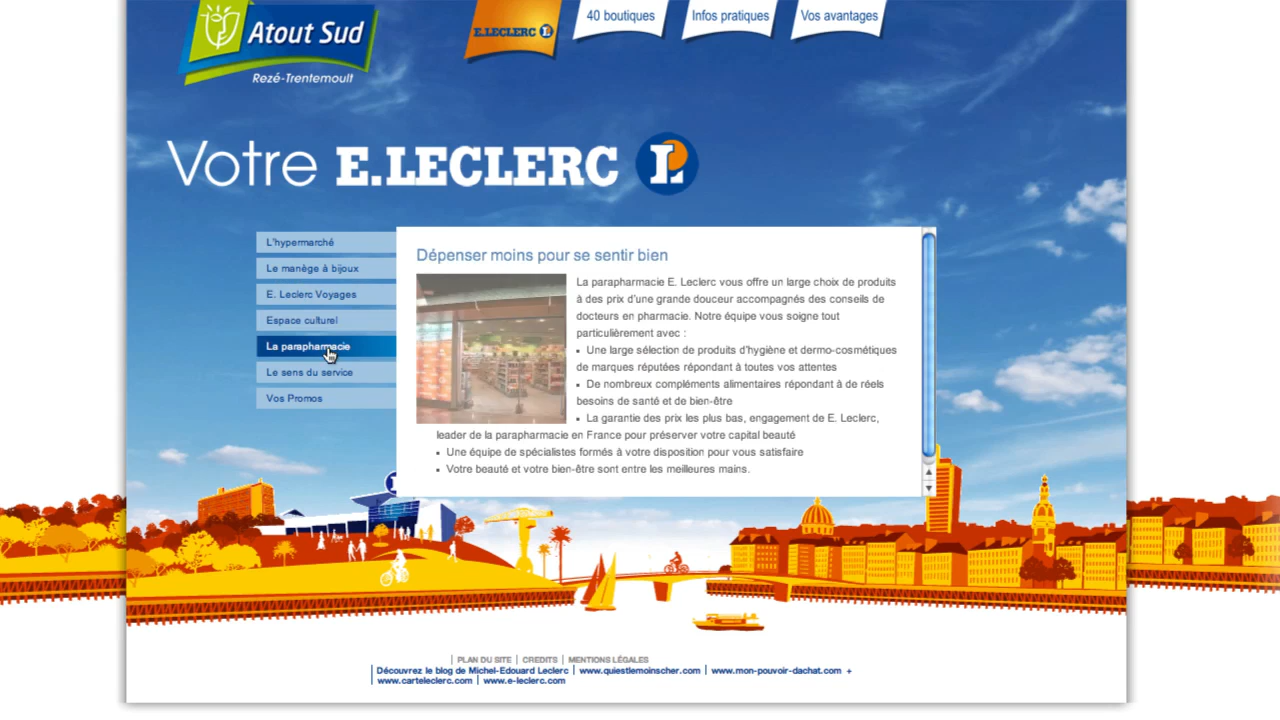 Atout Sud
Rezé-Trentemoult
E.LECLERC L
40 boutiques
Infos pratiques
Vos avantages
Votre E.LECLERC L
L'hypermarché
Le manège à bijoux
E. Leclerc Voyages
Espace culturel
La parapharmacie
Le sens du service
Vos Promos
Dépenser moins pour se sentir bien
La parapharmacie E. Leclerc vous offre un large choix de produits
à des prix d'une grande douceur accompagnés des conseils de
docteurs en pharmacie. Notre équipe vous soigne tout
particulièrement avec :
• Une large sélection de produits d'hygiène et dermo-cosmétiques
de marques réputées répondant à toutes vos attentes
• De nombreux compléments alimentaires répondant à de réels
besoins de santé et de bien-être
• La garantie des prix les plus bas, engagement de E. Leclerc,
leader de la parapharmacie en France pour préserver votre capital beauté
• Une équipe de spécialistes formés à votre disposition pour vous satisfaire
• Votre beauté et votre bien-être sont entre les meilleures mains.
| PLAN DU SITE | CREDITS | MENTIONS LÉGALES
Découvrez le blog de Michel-Edouard Leclerc | www.quiestlemoinscher.com | www.mon-pouvoir-dachat.com +
www.carteleclerc.com | www.e-leclerc.com